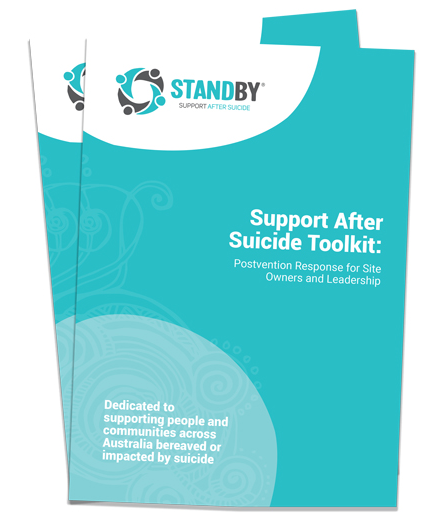 STANDBY®
SUPPORT AFTER SUICIDE
Support After
Suicide Toolkit:
Postvention Response for Site
Owners and Leadership
Dedicated to
supporting people and
communities across
Australia bereaved or
impacted by suicide